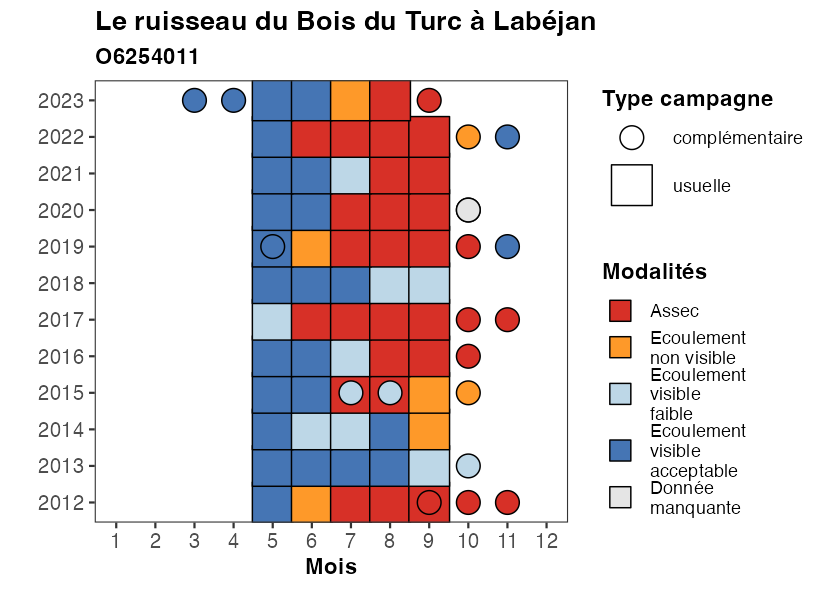 Le ruisseau du Bois du Turc à Labéjan
O6254011
2023
2022
2021
2020
2019
2018
2017
2016
2015
2014
2013
2012
1 2 3 4 5 6 7 8 9 10 11 12
Mois
Type campagne
complémentaire
usuelle
Modalités
Assec
Ecoulement
non visible
Ecoulement
visible
faible
Ecoulement
visible
acceptable
Donnée
manquante